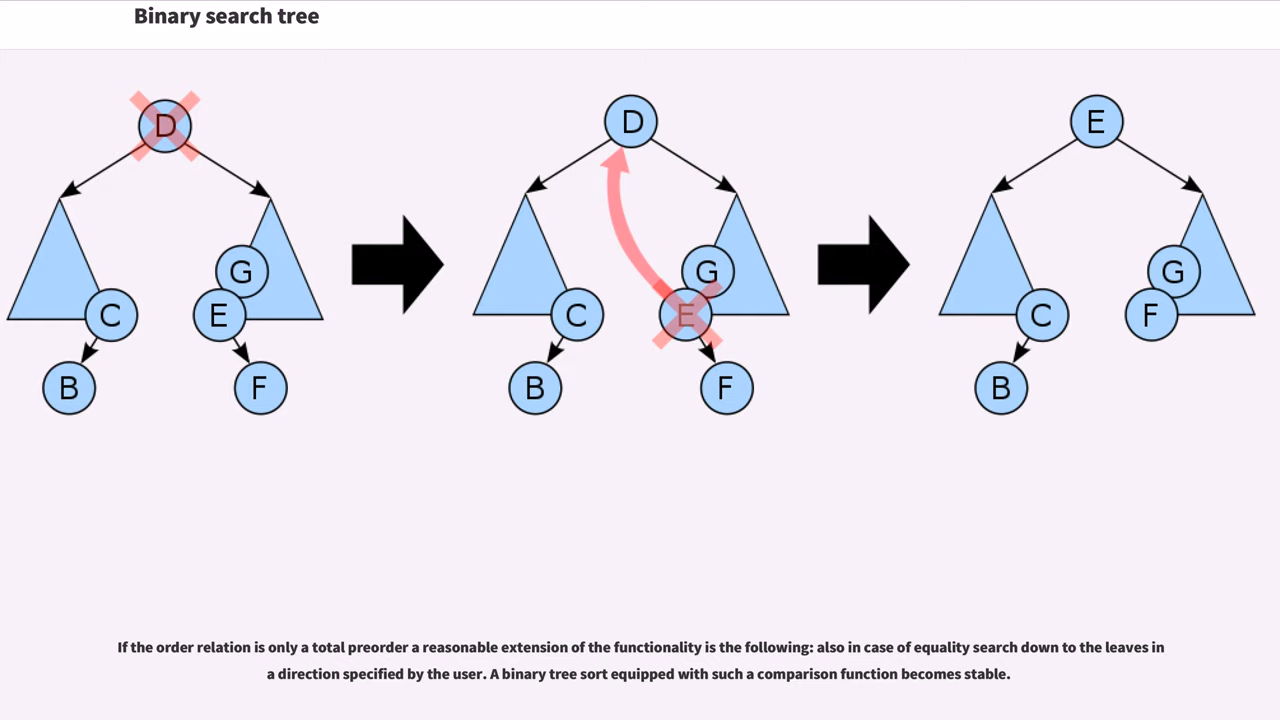 Binary search tree
D D E
G G G
C E C E C F
B F B F B
If the order relation is only a total preorder a reasonable extension of the functionality is the following: also in case of equality search down to the leaves in
a direction specified by the user. A binary tree sort equipped with such a comparison function becomes stable.